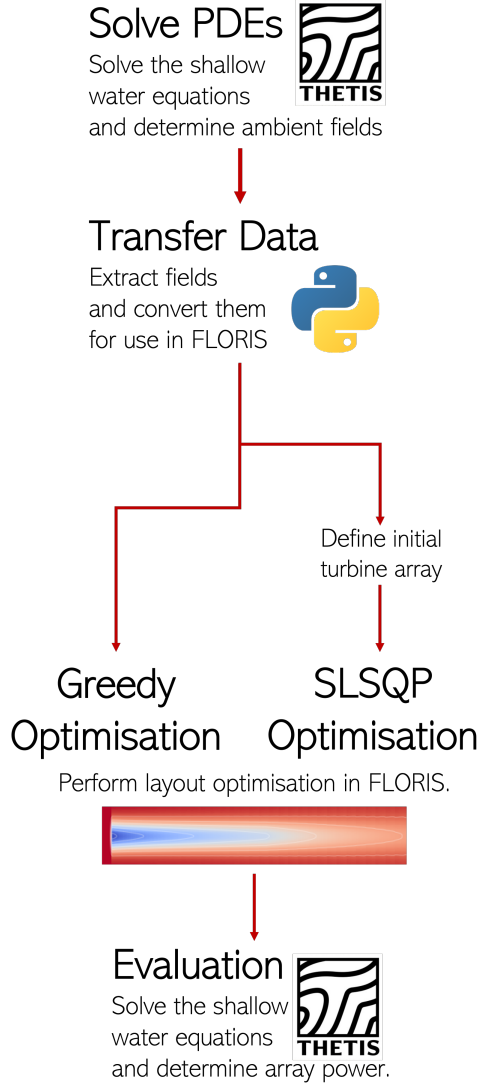 Solve PDEs
Solve the shallow
water equations
and determine ambient fields
THETIS
Transfer Data
Extract fields
and convert them
for use in FLORIS
Define initial
turbine array
Greedy
Optimisation
SLSQP
Optimisation
Perform layout optimisation in FLORIS.
Evaluation
Solve the shallow
water equations
and determine array power.
THETIS